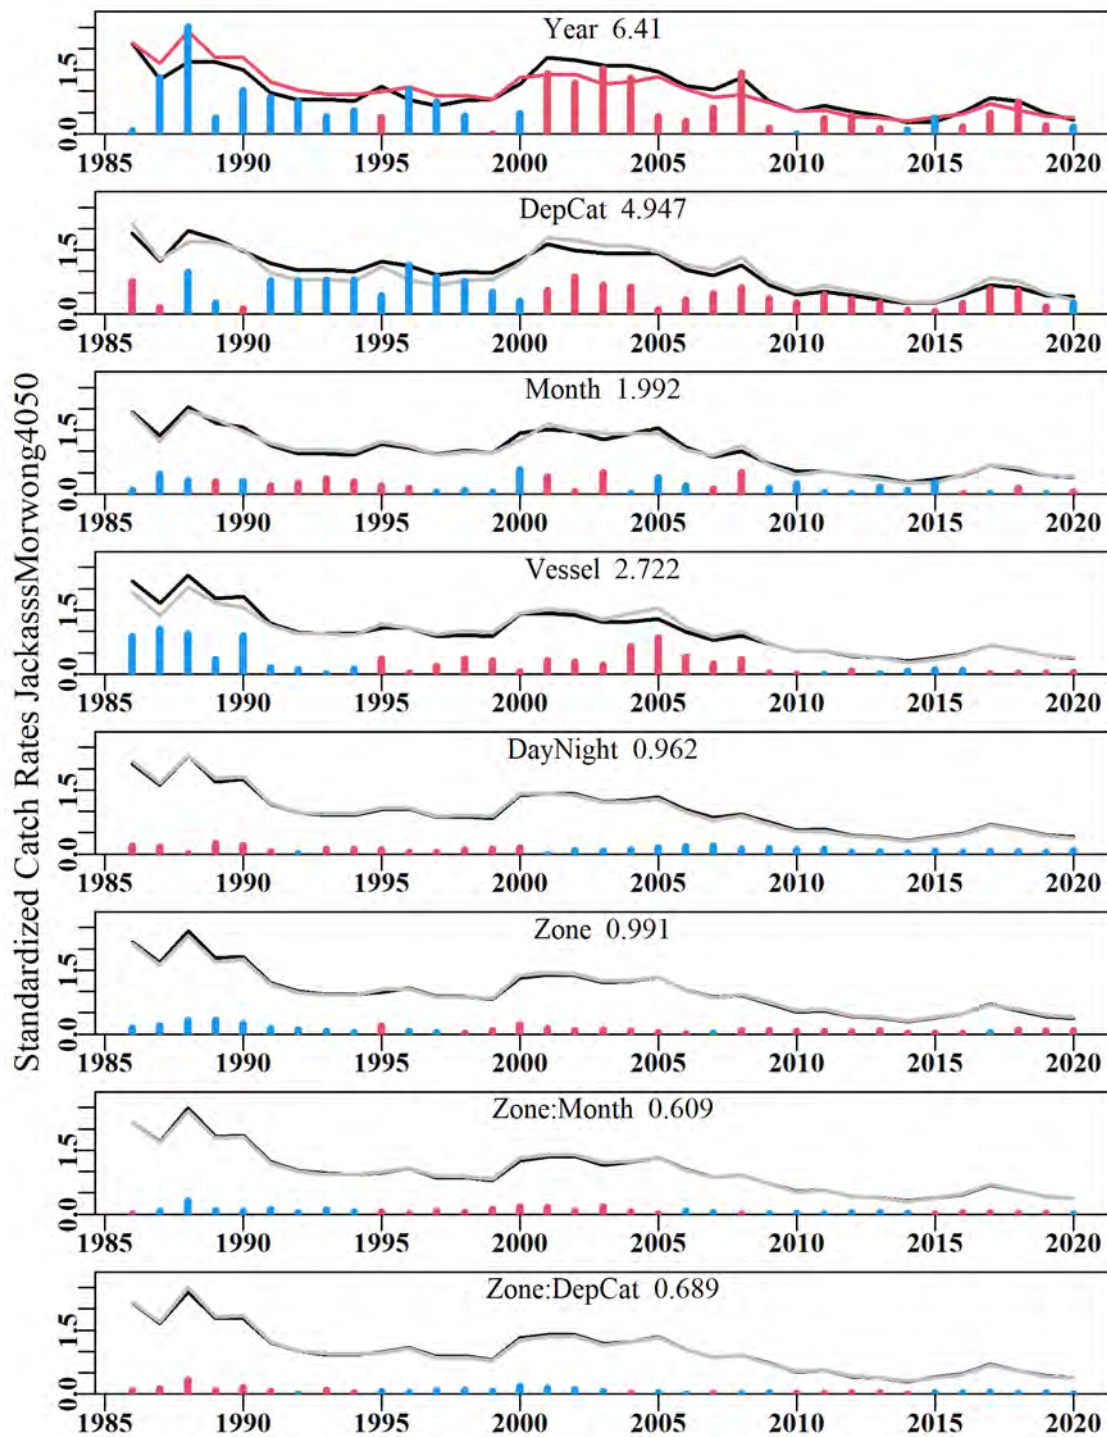 Standardized Catch Rates JackasssMorwong4050
Year 6.41
0.0 1.5
1985 1990 1995 2000 2005 2010 2015 2020
DepCat 4.947
0.0 1.5
1985 1990 1995 2000 2005 2010 2015 2020
Month 1.992
0.0 1.5
1985 1990 1995 2000 2005 2010 2015 2020
Vessel 2.722
0.0 1.5
1985 1990 1995 2000 2005 2010 2015 2020
DayNight 0.962
0.0 1.5
1985 1990 1995 2000 2005 2010 2015 2020
Zone 0.991
0.0 1.5
1985 1990 1995 2000 2005 2010 2015 2020
Zone:Month 0.609
0.0 1.5
1985 1990 1995 2000 2005 2010 2015 2020
Zone:DepCat 0.689
0.0 1.5
1985 1990 1995 2000 2005 2010 2015 2020